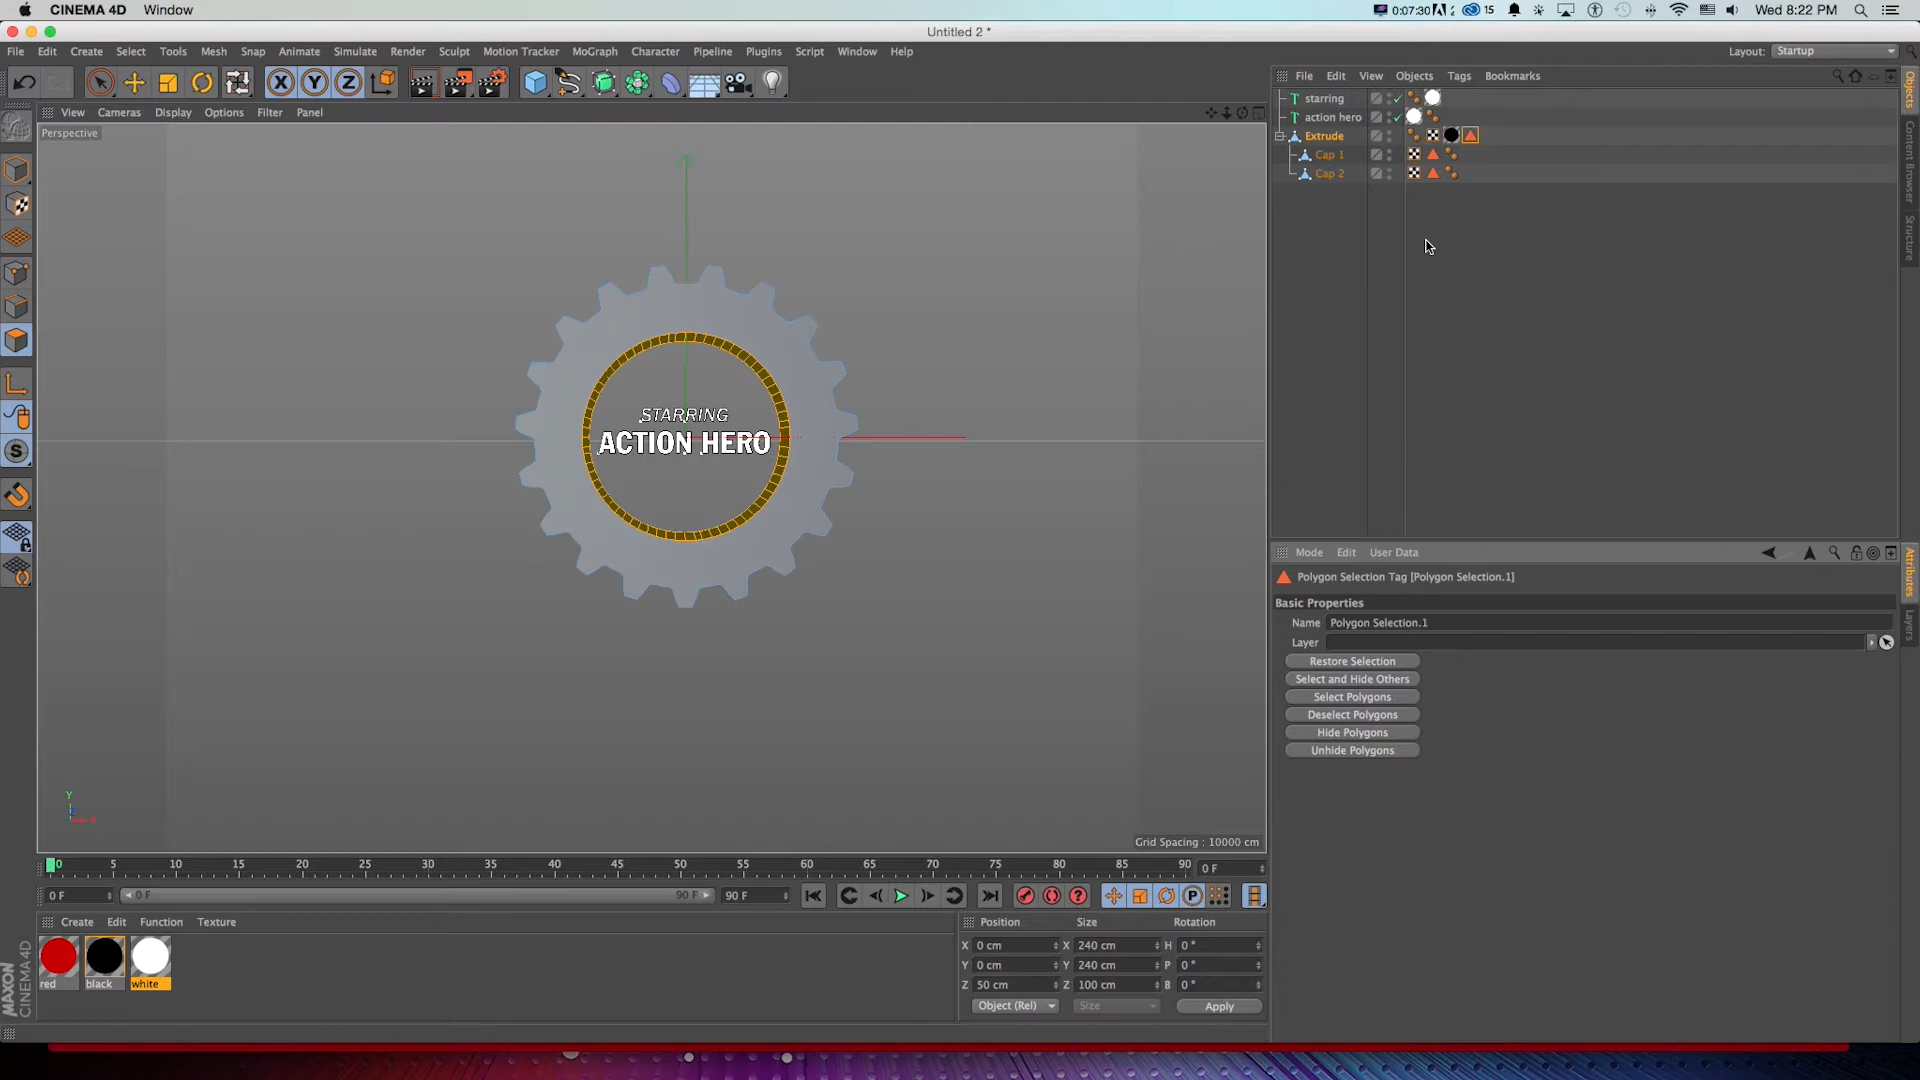 CINEMA 4D Window 0:07:30 2 15 Wed 8:22 PM
Untitled 2 *
File Edit Create Select Tools Mesh Snap Animate Simulate Render Sculpt Motion Tracker MoGraph Character Pipeline Plugins Script Window Help Layout: Startup
X Y Z
File Edit View Objects Tags Bookmarks
View Cameras Display Options Filter Panel
Perspective
starring
action hero
Extrude
Cap 1
Cap 2
Objects
Content Browser
Structure
STARRING
ACTION HERO
Mode Edit User Data
Polygon Selection Tag [Polygon Selection.1]
Basic Properties
Name Polygon Selection.1
Layer
Restore Selection
Select and Hide Others
Select Polygons
Deselect Polygons
Hide Polygons
Unhide Polygons
Attributes
Layers
Y
X
Grid Spacing : 10000 cm
0 5 10 15 20 25 30 35 40 45 50 55 60 65 70 75 80 85 90 0 F
0 F 0 F 90 F 90 F
Create Edit Function Texture
red black white
Position Size Rotation
X 0 cm X 240 cm H 0 °
Y 0 cm Y 240 cm P 0 °
Z 50 cm Z 100 cm B 0 °
Object (Rel) Size Apply
MAXON
CINEMA 4D